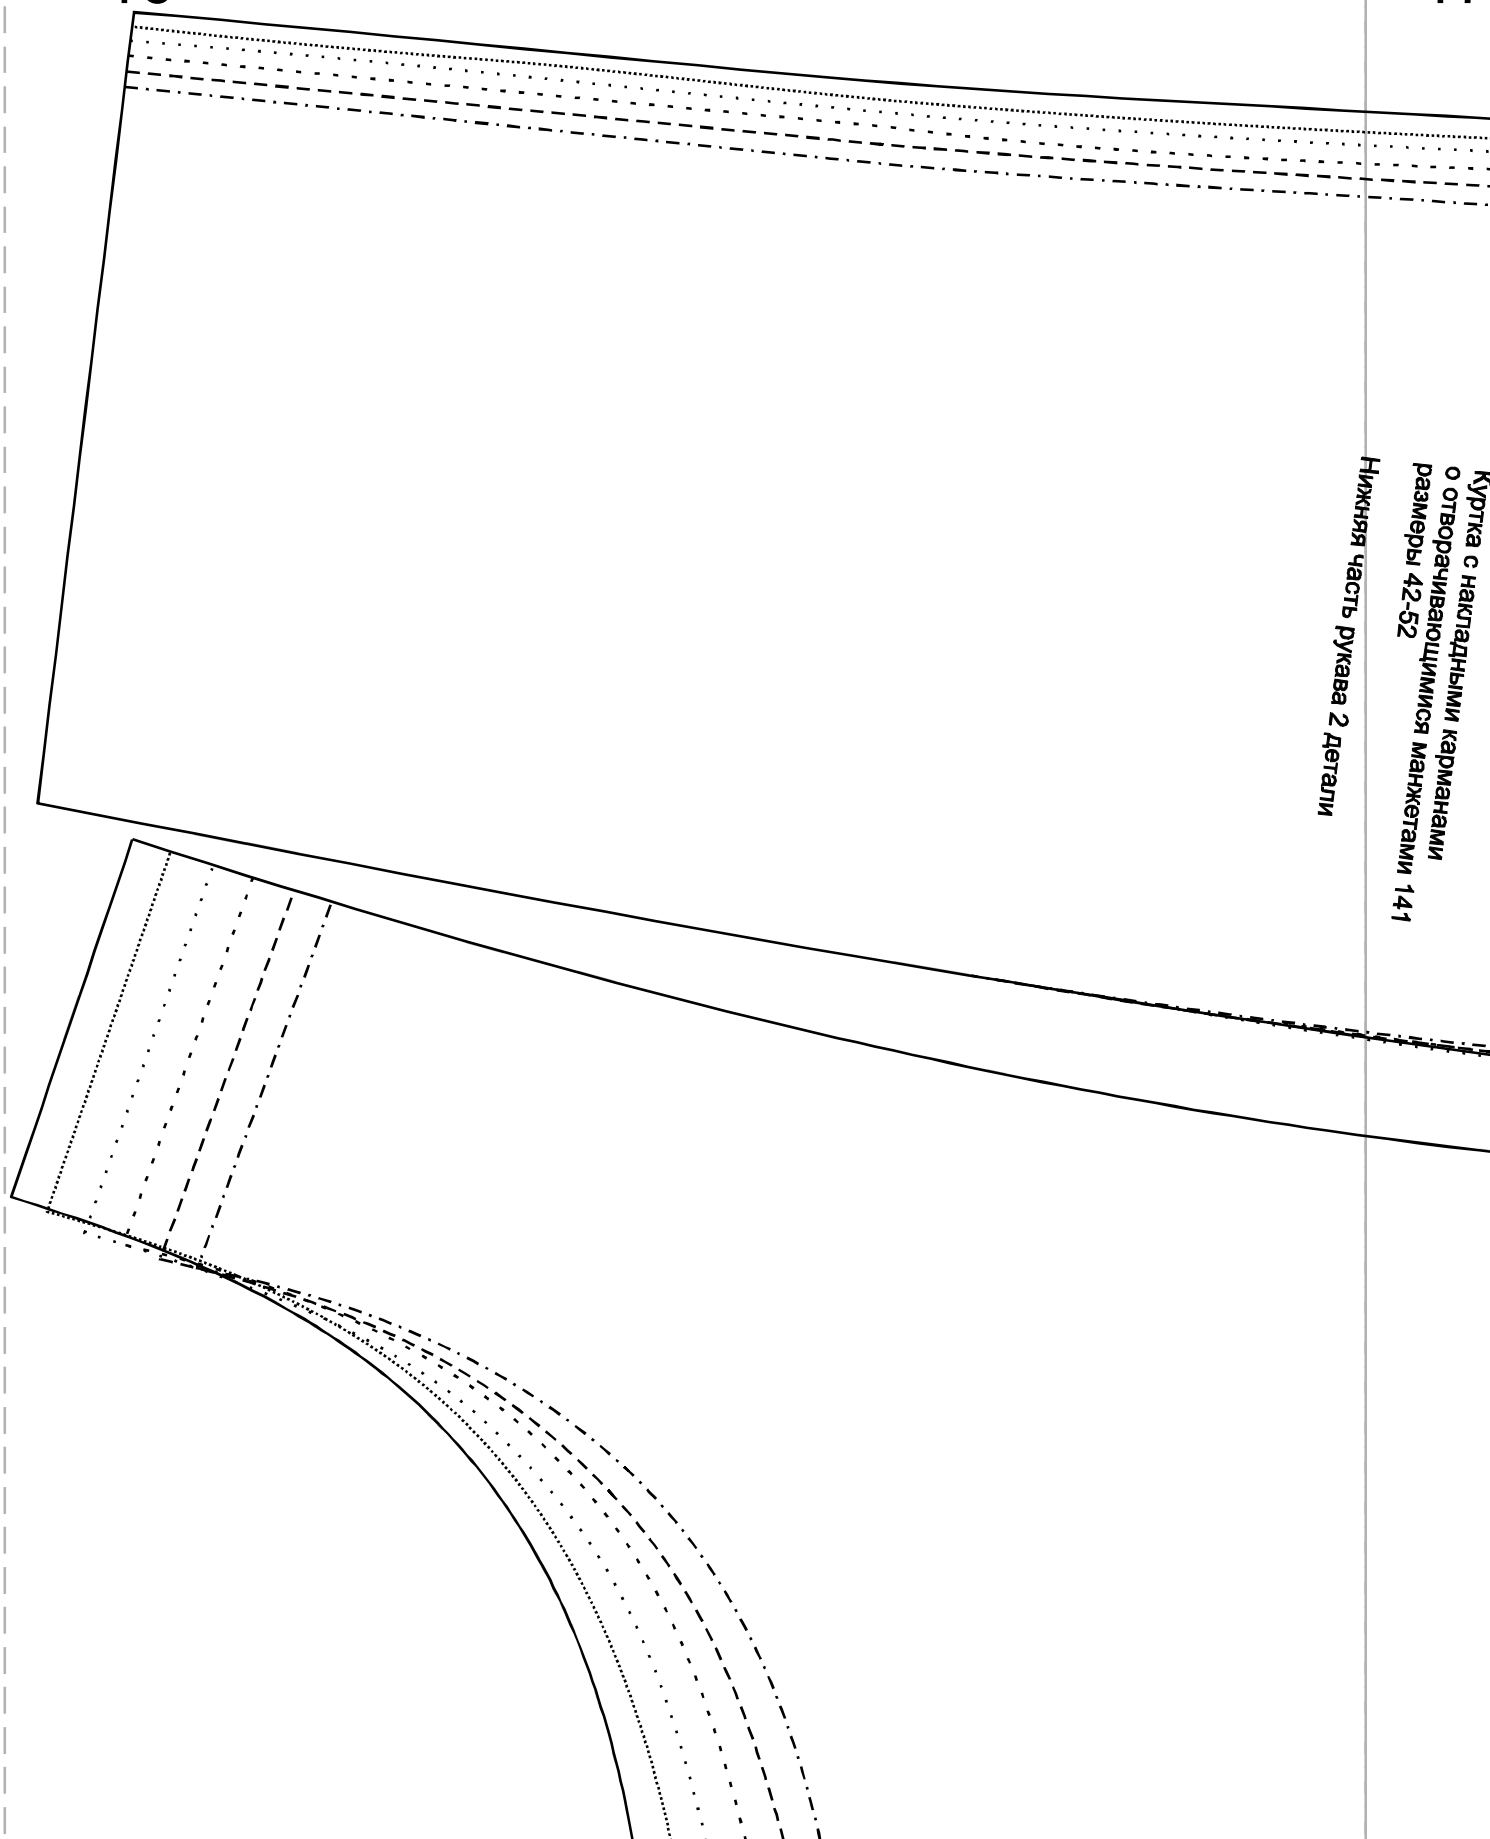 Куртка с накладными карманами
о отворачивающимися манжетами 141
размеры 42-52
Нижняя часть рукава 2 детали